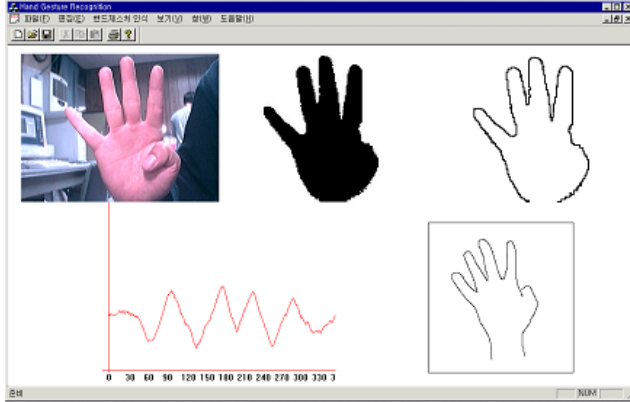 Hand Gesture Recognition
파일(F) 편집(E) 핸드제스처 인식 보기(V) 창(W) 도움말(H)
0 30 60 90 120 150 180 210 240 270 300 330 3
준비 NUM